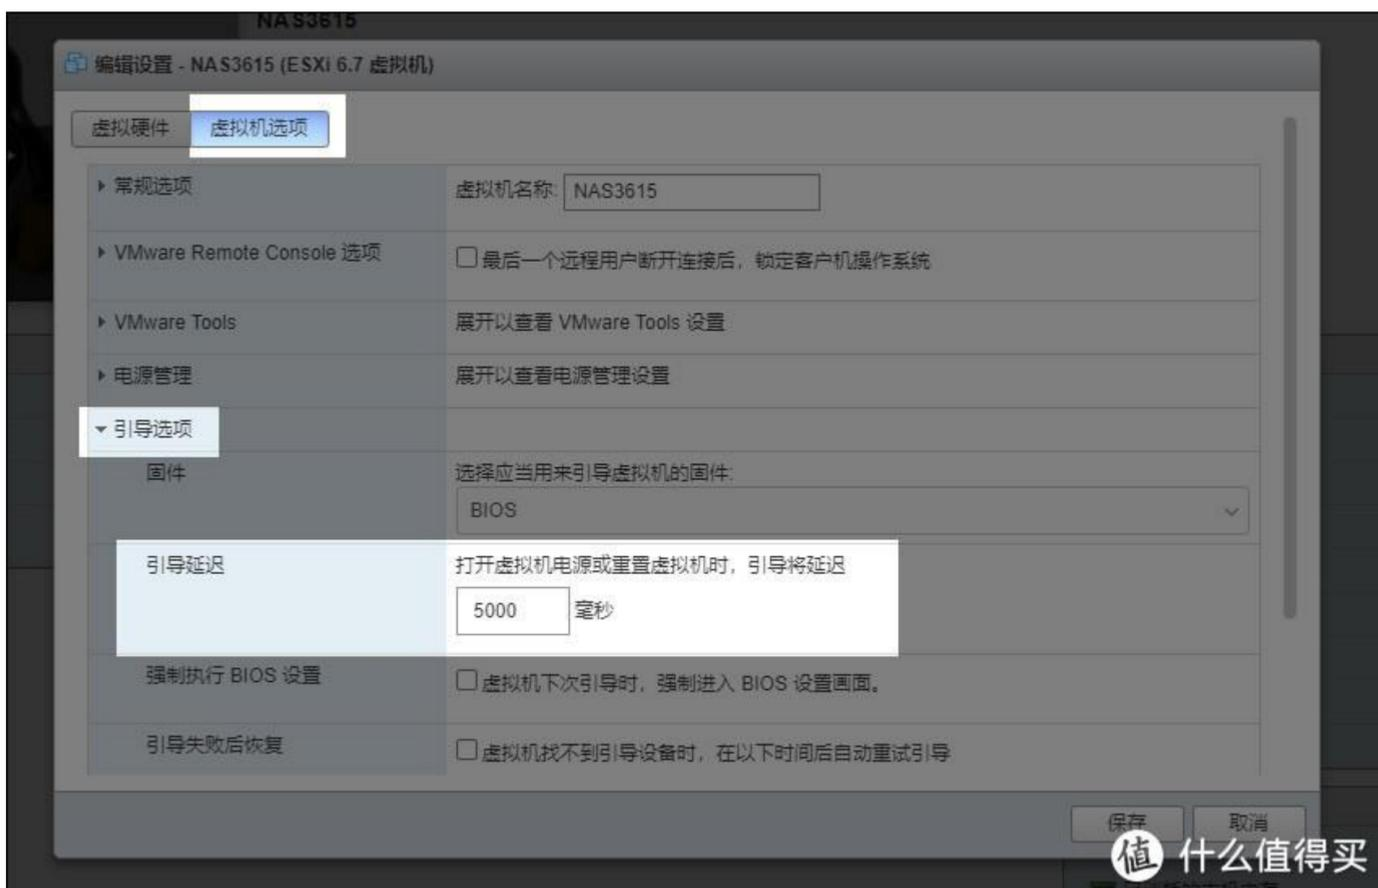 NAS3615
编辑设置 - NAS3615 (ESXi 6.7 虚拟机)
虚拟硬件 虚拟机选项
常规选项 虚拟机名称: NAS3615
VMware Remote Console 选项 最后一个远程用户断开连接后，锁定客户机操作系统
VMware Tools 展开以查看 VMware Tools 设置
电源管理 展开以查看电源管理设置
引导选项
固件 选择应当用来引导虚拟机的固件:
BIOS
引导延迟 打开虚拟机电源或重置虚拟机时，引导将延迟
5000 毫秒
强制执行 BIOS 设置 虚拟机下次引导时，强制进入 BIOS 设置画面。
引导失败后恢复 虚拟机找不到引导设备时，在以下时间后自动重试引导
保存 取消
值 什么值得买